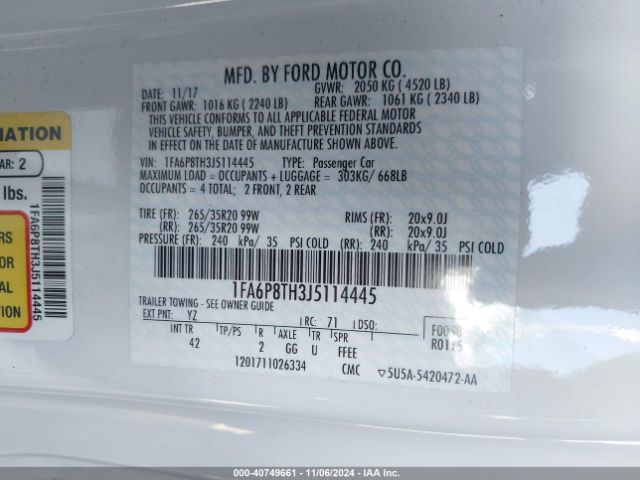 MFD. BY FORD MOTOR CO.
DATE: 11/17
GVWR: 2050 KG ( 4520 LB)
FRONT GAWR: 1016 KG ( 2240 LB)
REAR GAWR: 1061 KG ( 2340 LB)
THIS VEHICLE CONFORMS TO ALL APPLICABLE FEDERAL MOTOR
VEHICLE SAFETY, BUMPER, AND THEFT PREVENTION STANDARDS
IN EFFECT ON THE DATE OF MANUFACTURE SHOWN ABOVE.
VIN: 1FA6P8TH3J5114445 TYPE: Passenger Car
MAXIMUM LOAD = OCCUPANTS + LUGGAGE = 303KG/ 668LB
OCCUPANTS = 4 TOTAL; 2 FRONT, 2 REAR
TIRE (FR): 265/35R20 99W RIMS (FR): 20x9.0J
(RR): 265/35R20 99W (RR): 20x9.0J
PRESSURE (FR): 240 kPa/ 35 PSI COLD (RR): 240 kPa/ 35 PSI COLD
1FA6P8TH3J5114445
TRAILER TOWING - SEE OWNER GUIDE
EXT PNT: YZ RC: 71 DSO:
INT TR TP/PS R AXLE TR SPR
42 2 GG U FFEE
1201711026334 CMC ▽5U5A-5420472-AA
MATION
AR: 2
lbs.
RS
OR
1FA6P8TH3J5114445
000-40749661 - 11/06/2024 - IAA Inc.